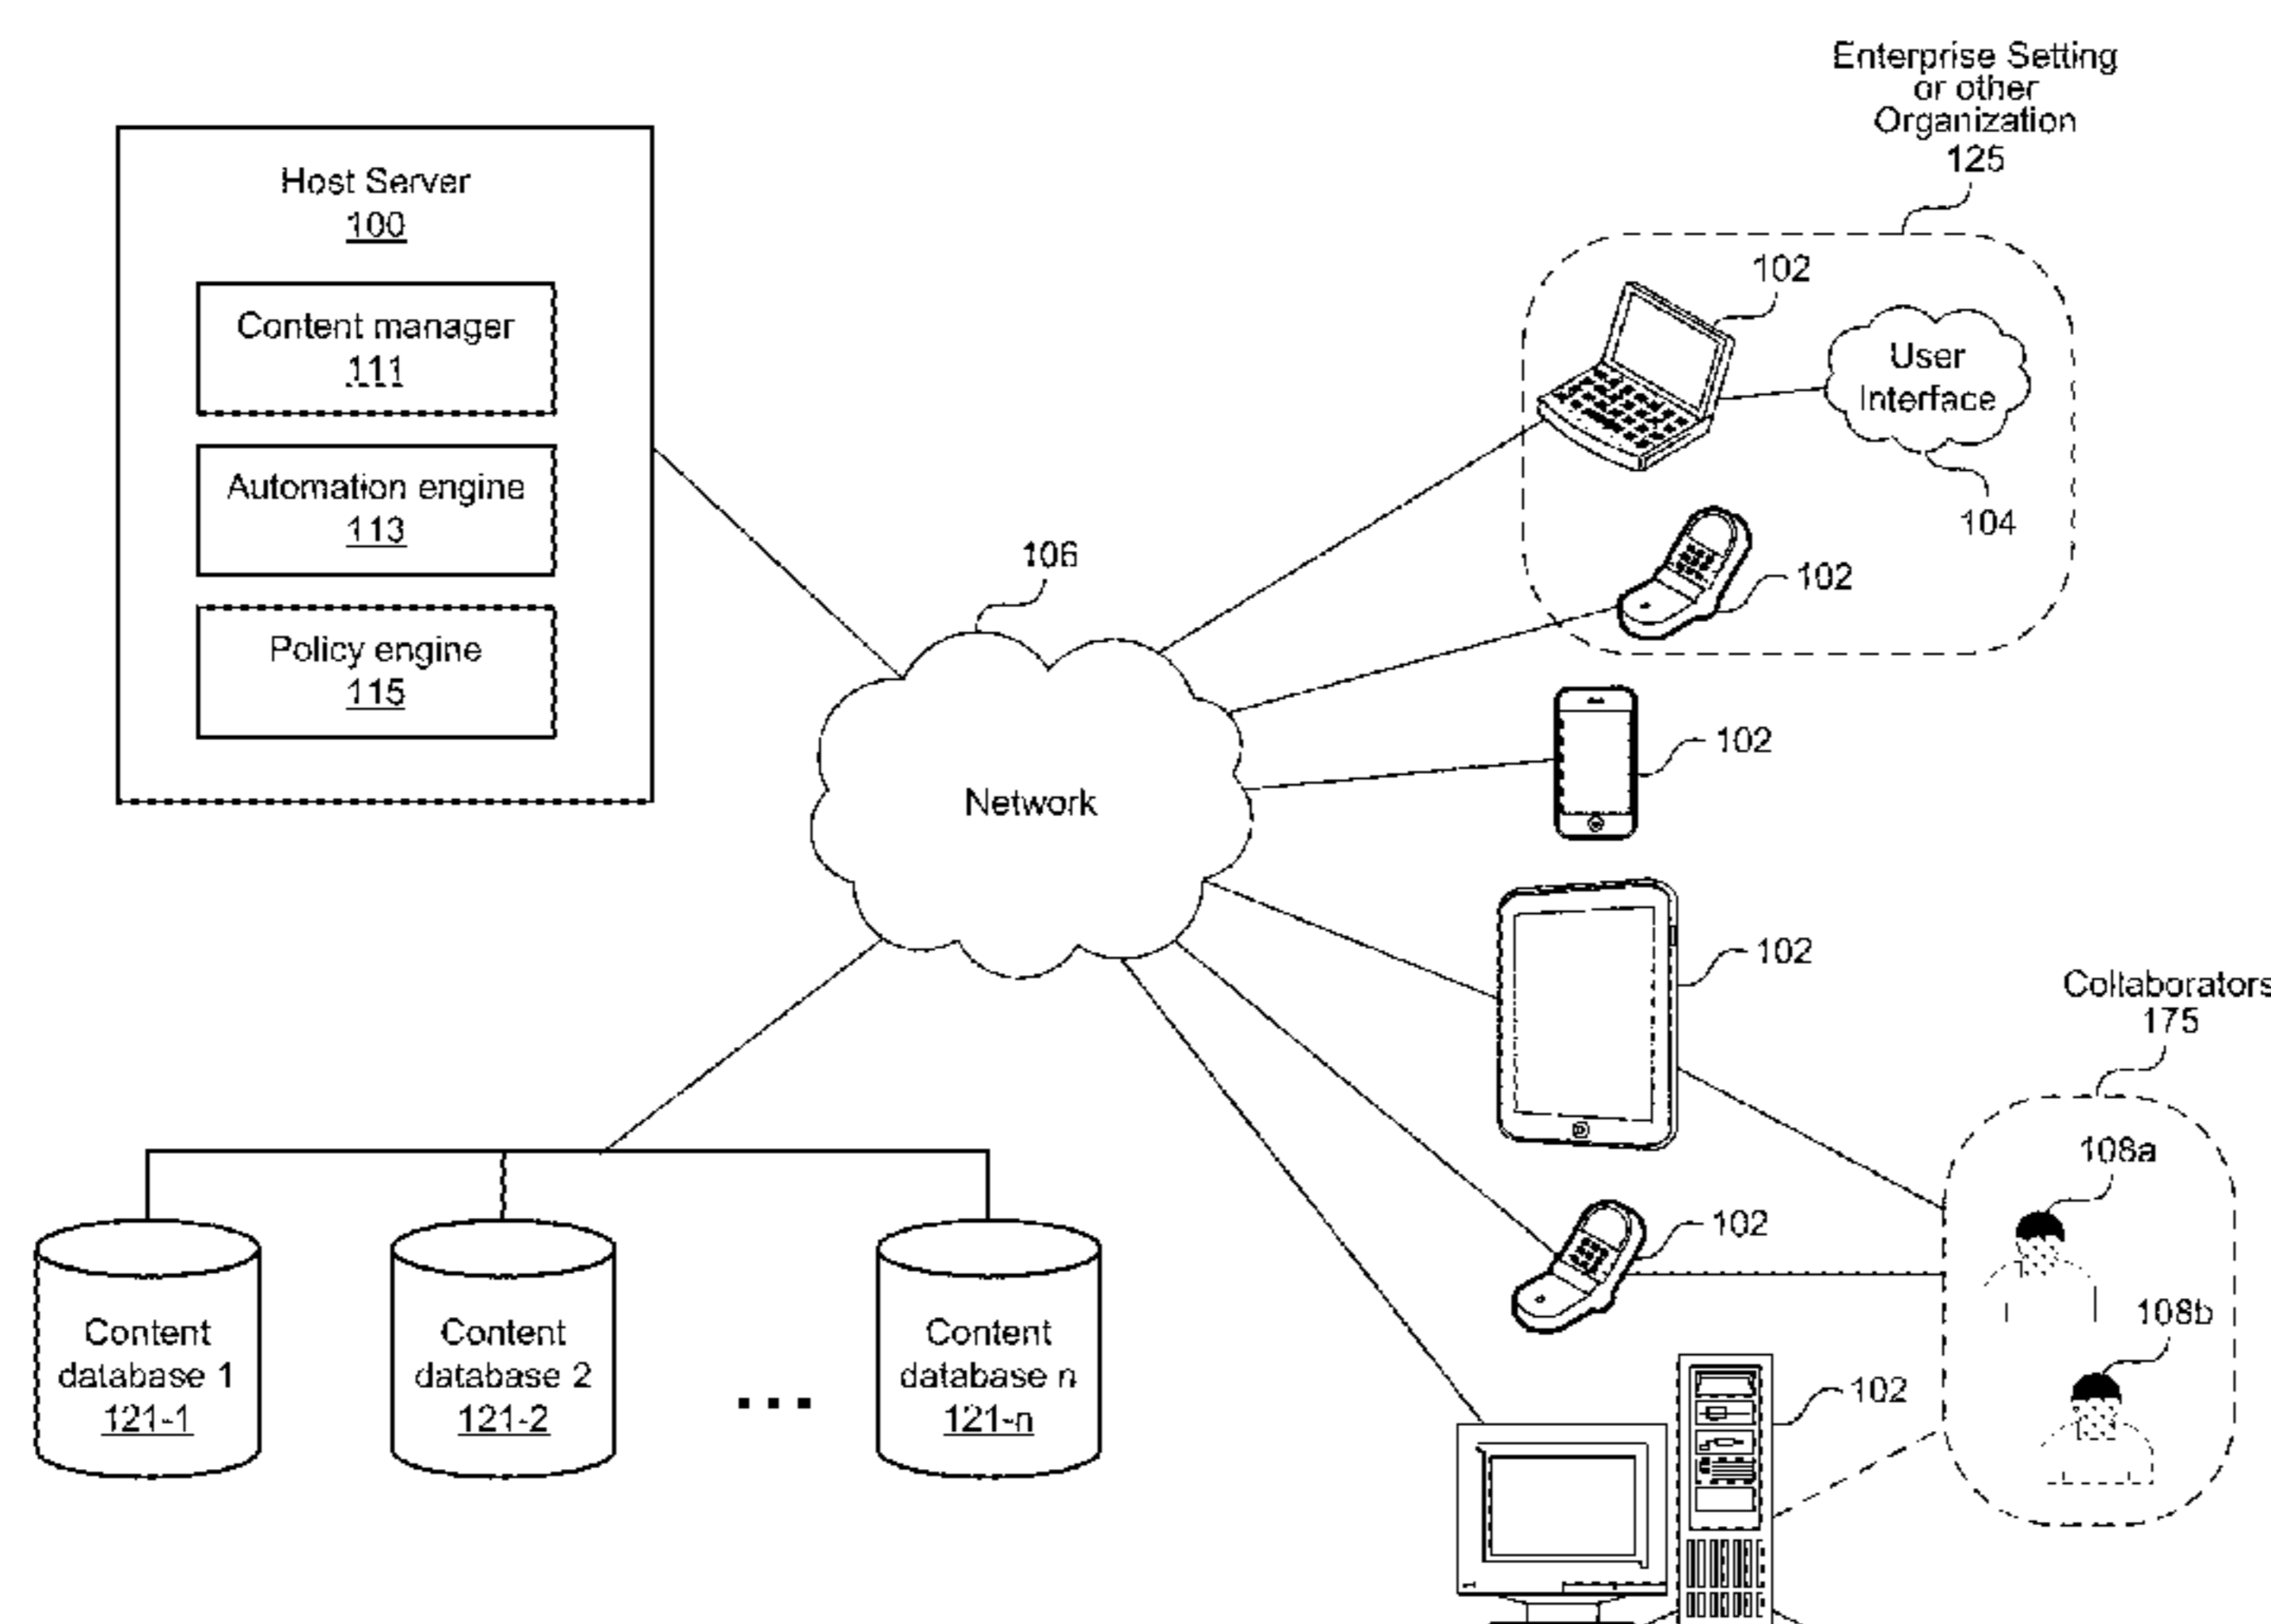 Enterprise Setting
or other
Organization
125
Host Server
100
Content manager
111
Automation engine
113
Policy engine
115
102
User
Interface
104
102
106
Network
102
102
Collaborators
175
108a
102
108b
102
Content
database 1
121-1
Content
database 2
121-2
...
Content
database n
121-n